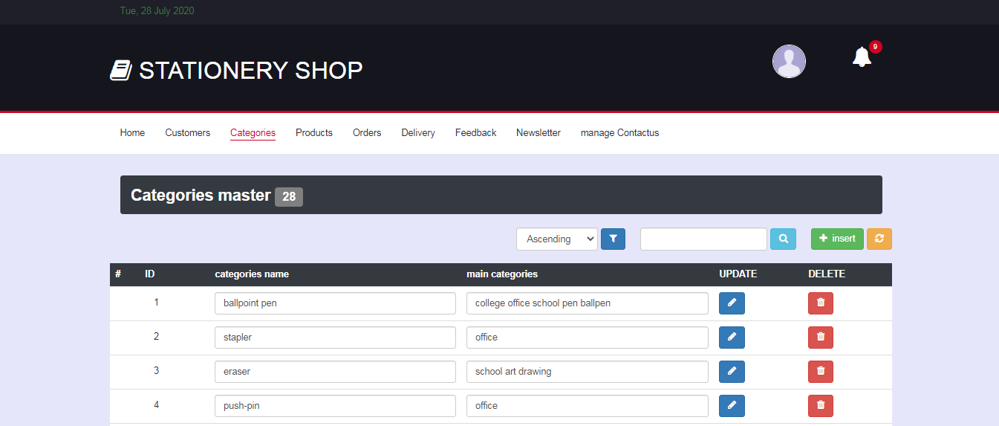 Tue, 28 July 2020
STATIONERY SHOP
9
Home Customers Categories Products Orders Delivery Feedback Newsletter manage Contactus
Categories master 28
Ascending insert
# ID categories name main categories UPDATE DELETE
1 ballpoint pen college office school pen ballpen
2 stapler office
3 eraser school art drawing
4 push-pin office